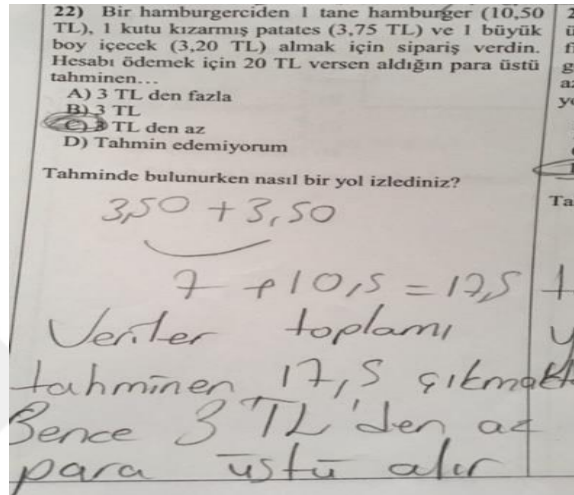 22) Bir hamburgerciden 1 tane hamburger (10,50
TL), 1 kutu kızarmış patates (3,75 TL) ve 1 büyük
boy içecek (3,20 TL) almak için sipariş verdin.
Hesabı ödemek için 20 TL versen aldığın para üstü
tahminen...
A) 3 TL den fazla
B) 3 TL
C) 3 TL den az
D) Tahmin edemiyorum
Tahminde bulunurken nasıl bir yol izlediniz?
3,50 + 3,50
7 + 10,5 = 17,5
Veriler toplamı
tahminen 17,5 çıkmakt
Bence 3 TL'den az
para üstü alır
Ta